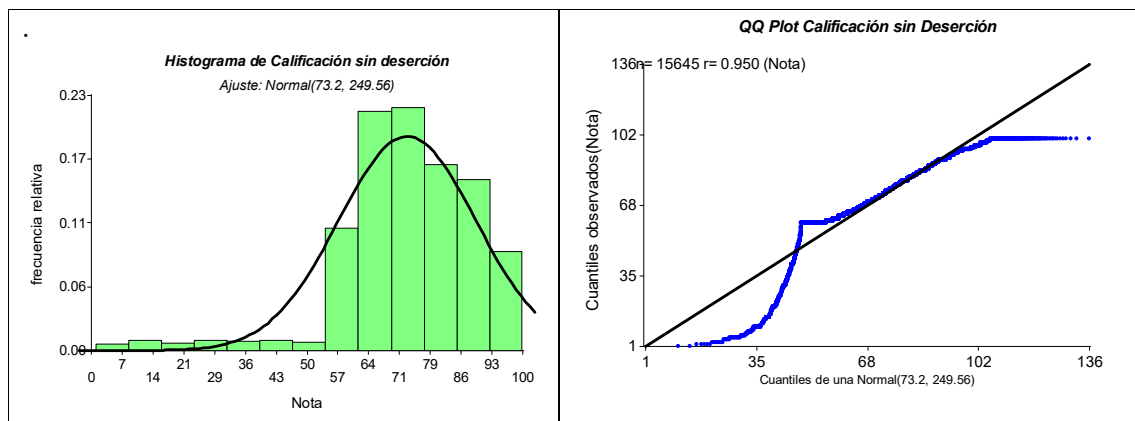 Histograma de Calificación sin deserción
Ajuste: Normal(73.2, 249.56)
0.23
0.17
0.11
0.06
0.00
frecuencia relativa
7 21 29 36 50 64 79 93
0 14 43 57 71 86 100
Nota
QQ Plot Calificación sin Deserción
n= 15645 r= 0.950 (Nota)
136
102
68
35
1
Cuantiles observados(Nota)
1 35 68 102 136
Cuantiles de una Normal(73.2, 249.56)